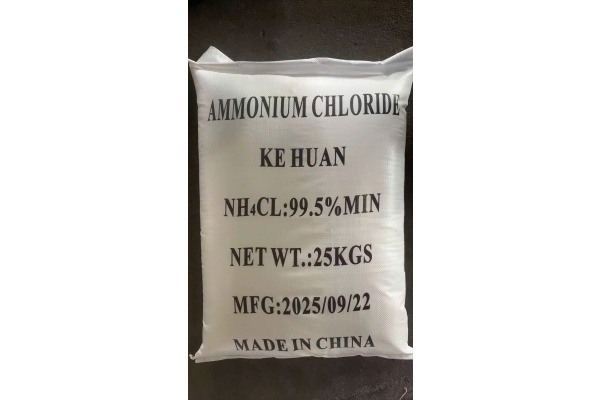 AMMONIUM CHLORIDE
KE HUAN
NH4CL:99.5%MIN
NET WT.:25KGS
MFG:2025/09/22
MADE IN CHINA